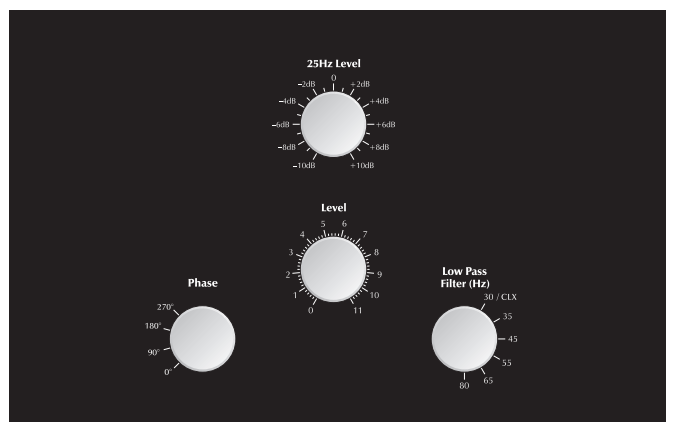 25Hz Level
0
−2dB +2dB
−4dB +4dB
−6dB +6dB
−8dB +8dB
−10dB +10dB
Level
5 6
4 7
3 8
2 9
1 10
0 11
Phase
270°
180°
90°
0°
Low Pass
Filter (Hz)
30 / CLX
35
45
55
65
80